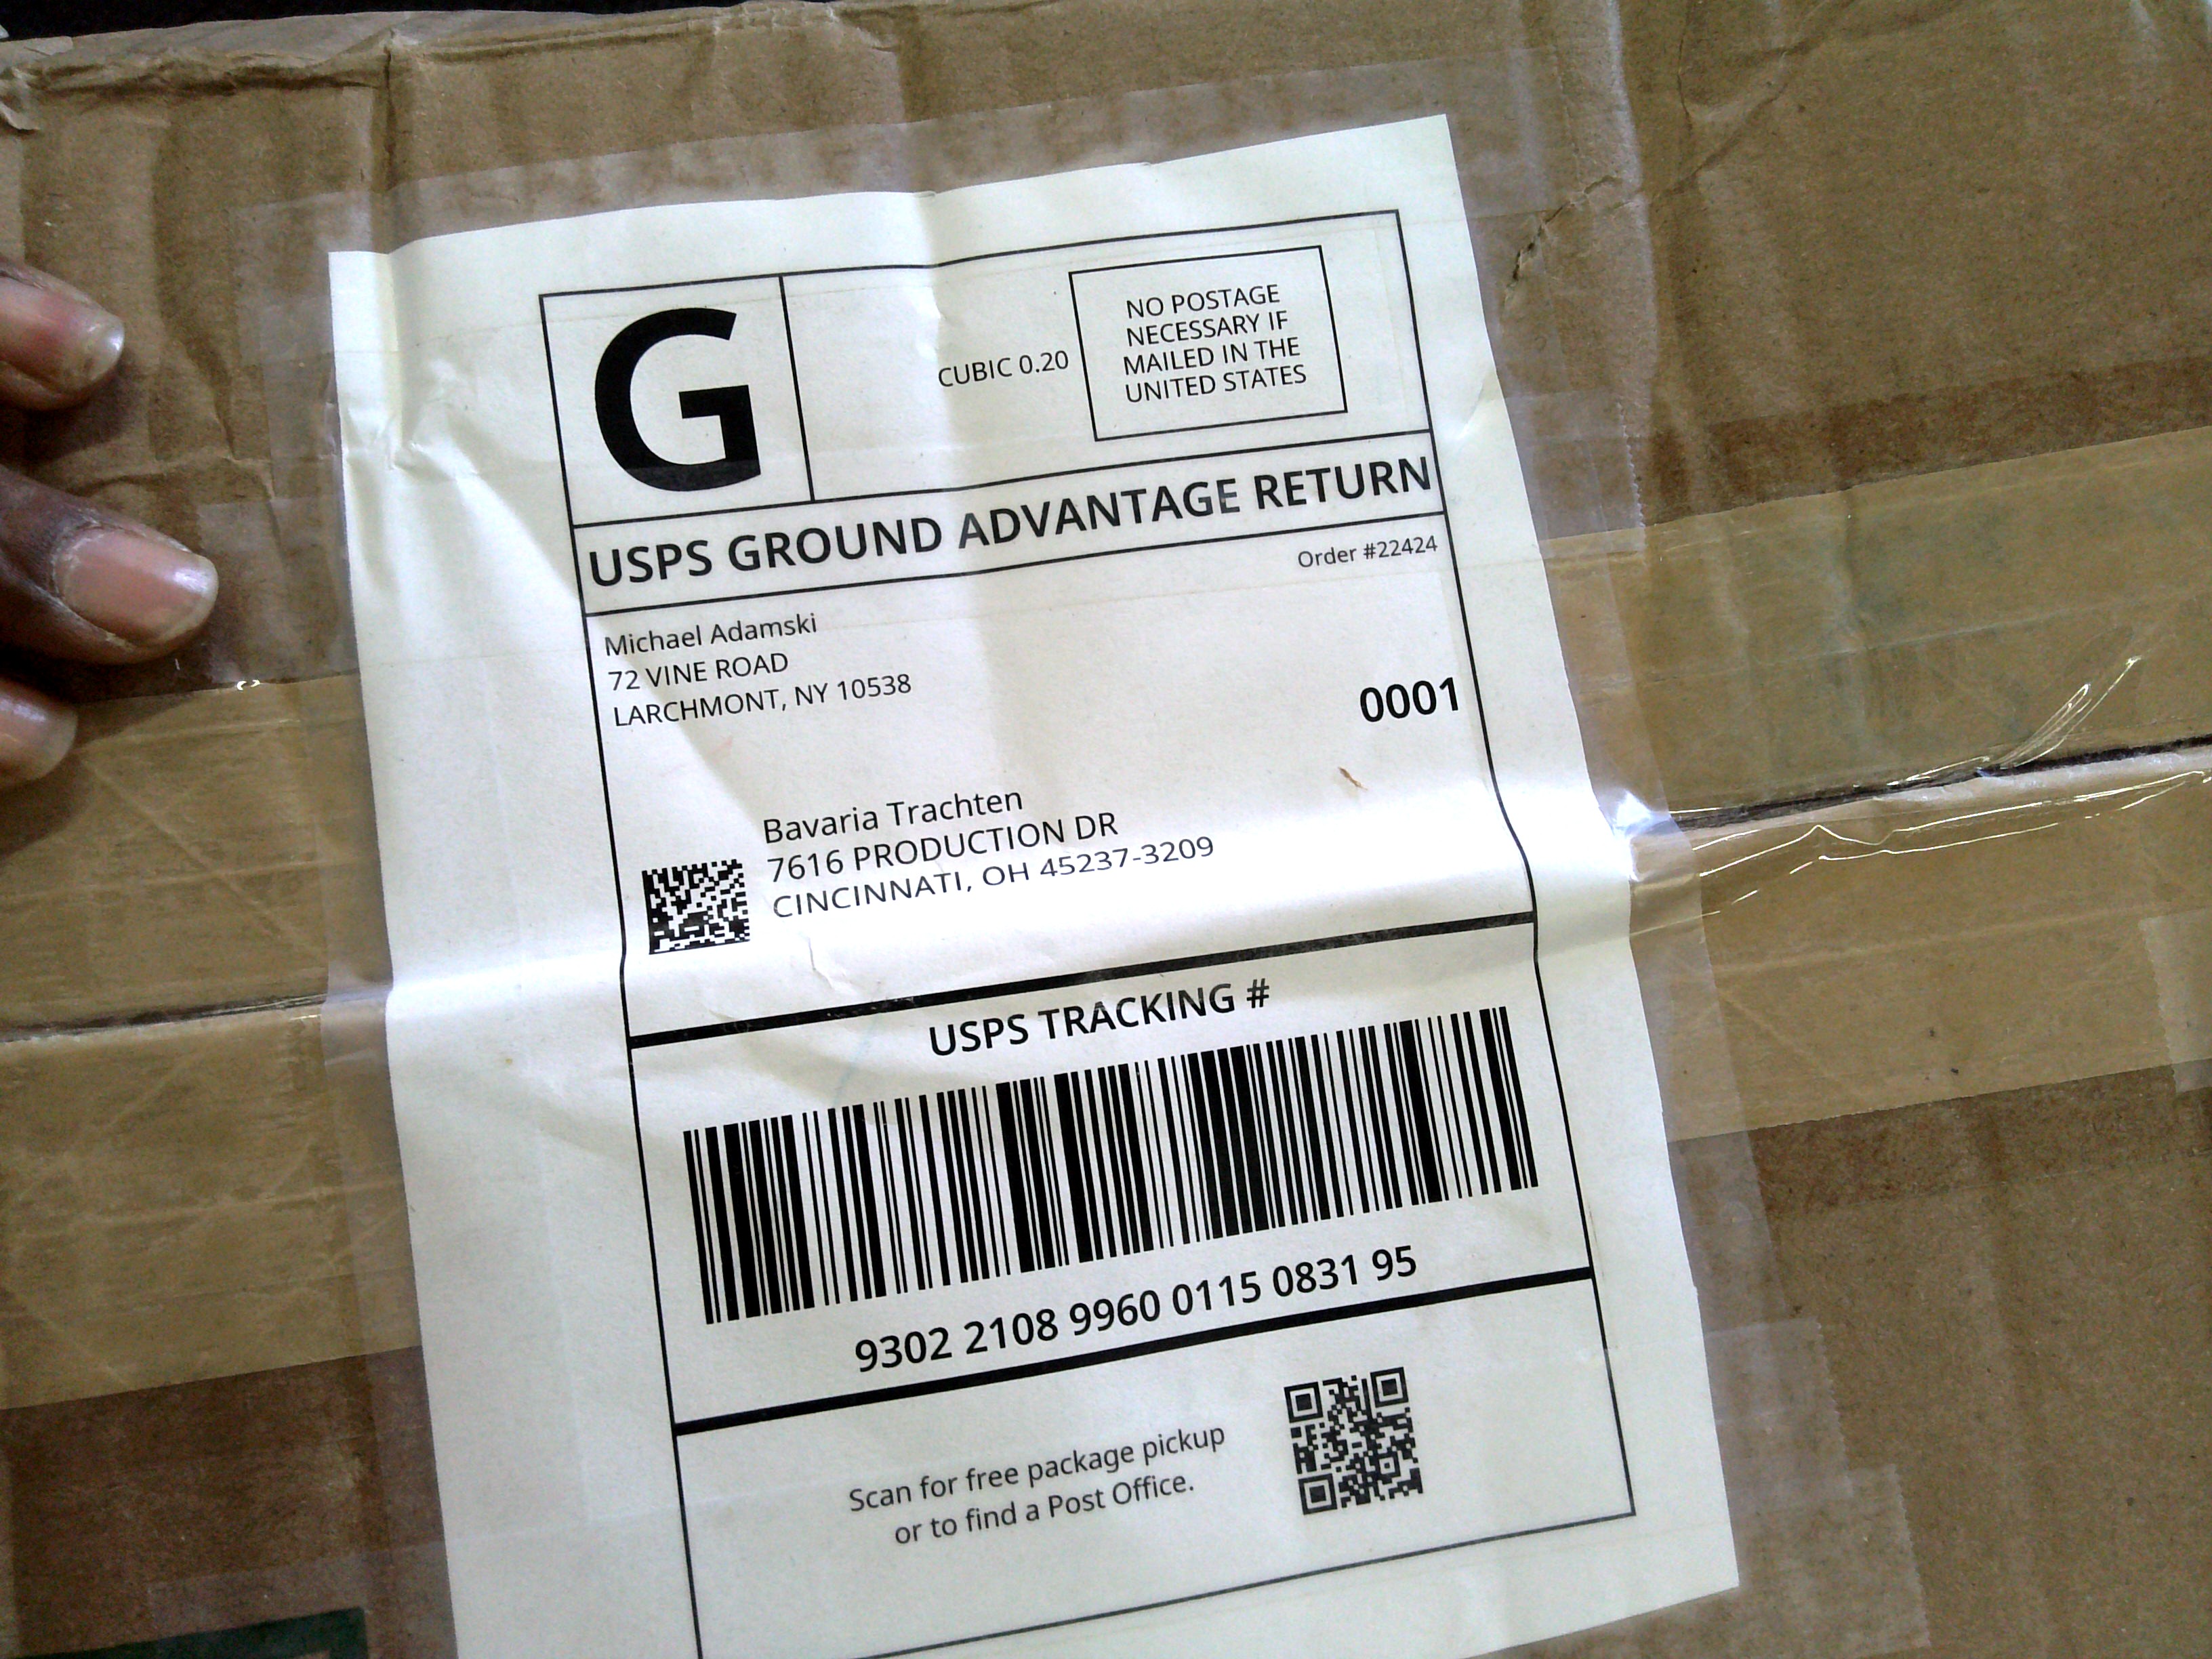 G
CUBIC 0.20
NO POSTAGE
NECESSARY IF
MAILED IN THE
UNITED STATES
USPS GROUND ADVANTAGE RETURN
Order #22424
Michael Adamski
72 VINE ROAD
LARCHMONT, NY 10538
0001
Bavaria Trachten
7616 PRODUCTION DR
CINCINNATI, OH 45237-3209
USPS TRACKING #
9302 2108 9960 0115 0831 95
Scan for free package pickup
or to find a Post Office.